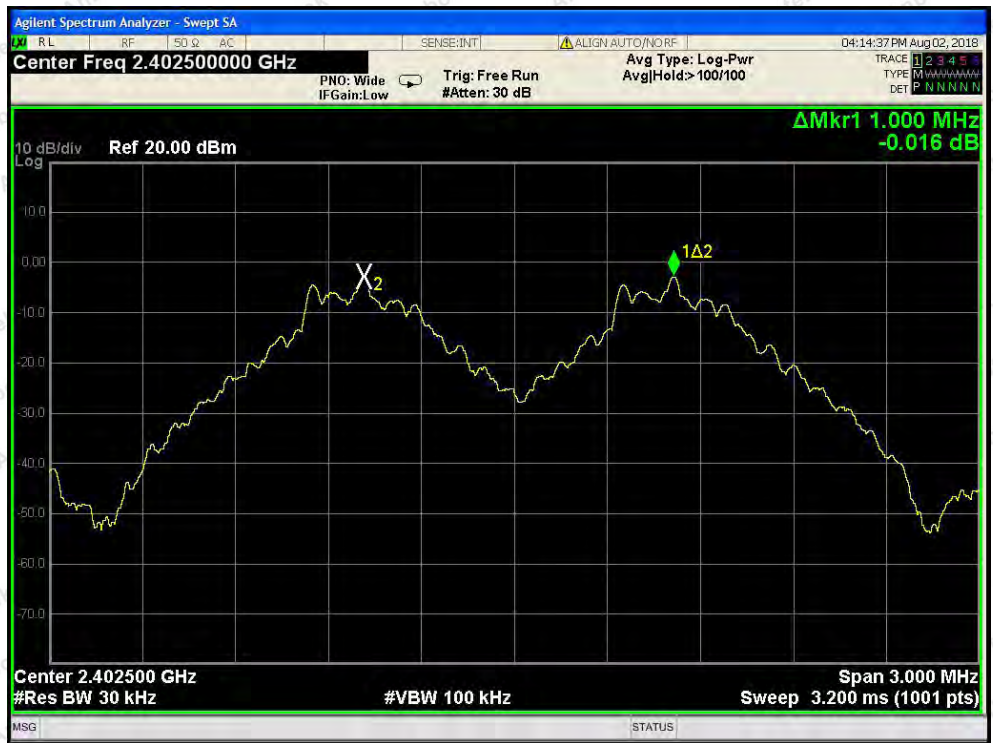 Agilent Spectrum Analyzer - Swept SA
LXI RL RF 50 Ω AC SENSE:INT ALIGN AUTO/NO RF 04:14:37 PM Aug 02, 2018
Center Freq 2.402500000 GHz
PNO: Wide
IFGain:Low
Trig: Free Run
#Atten: 30 dB
Avg Type: Log-Pwr
Avg|Hold:>100/100
TRACE 1 2 3 4 5 6
TYPE M
DET P N N N N N
ΔMkr1 1.000 MHz
-0.016 dB
10 dB/div Ref 20.00 dBm
Log
10.0
0.00
-10.0
-20.0
-30.0
-40.0
-50.0
-60.0
-70.0
X2
1Δ2
Center 2.402500 GHz Span 3.000 MHz
#Res BW 30 kHz #VBW 100 kHz Sweep 3.200 ms (1001 pts)
MSG STATUS